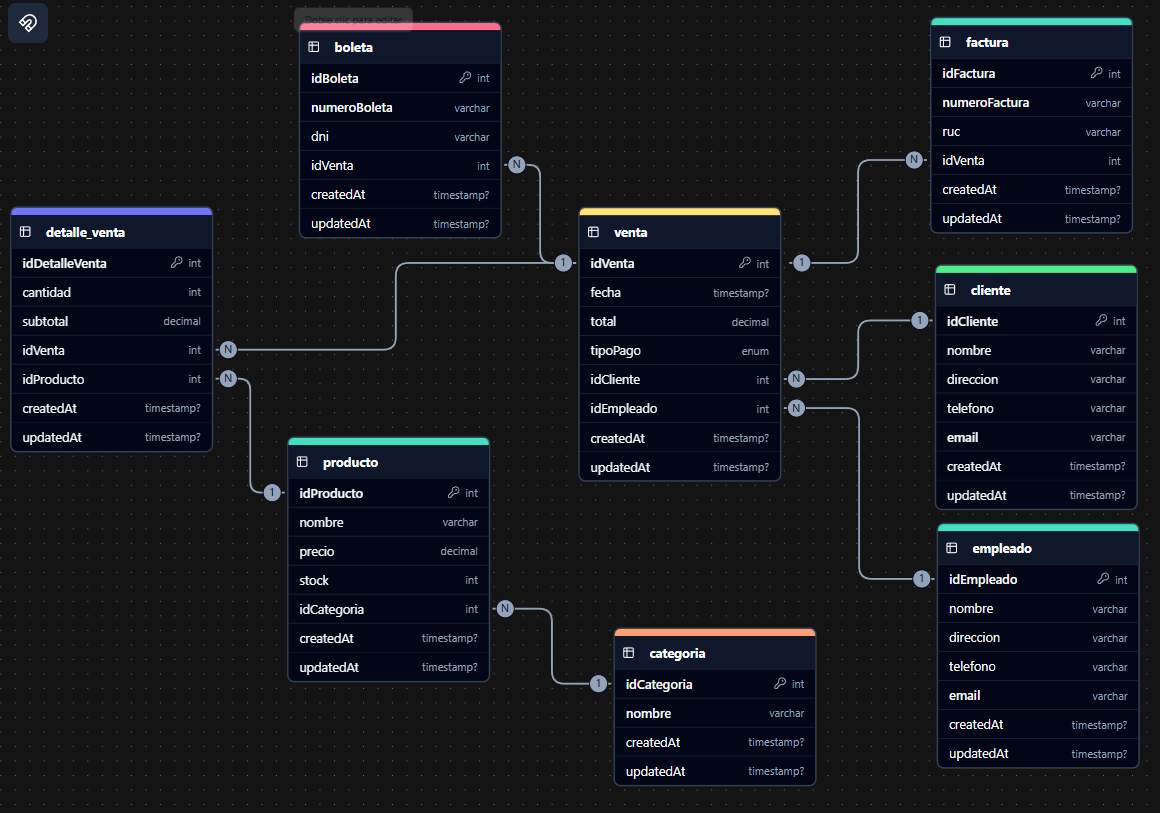 Doble clic para editar
boleta
idBoleta int
numeroBoleta varchar
dni varchar
idVenta int
createdAt timestamp?
updatedAt timestamp?
N
factura
idFactura int
numeroFactura varchar
ruc varchar
idVenta int
createdAt timestamp?
updatedAt timestamp?
N
detalle_venta
idDetalleVenta int
cantidad int
subtotal decimal
idVenta int
idProducto int
createdAt timestamp?
updatedAt timestamp?
N
N
venta
idVenta int
fecha timestamp?
total decimal
tipoPago enum
idCliente int
idEmpleado int
createdAt timestamp?
updatedAt timestamp?
1
1
N
N
cliente
idCliente int
nombre varchar
direccion varchar
telefono varchar
email varchar
createdAt timestamp?
updatedAt timestamp?
1
producto
idProducto int
nombre varchar
precio decimal
stock int
idCategoria int
createdAt timestamp?
updatedAt timestamp?
1
N
empleado
idEmpleado int
nombre varchar
direccion varchar
telefono varchar
email varchar
createdAt timestamp?
updatedAt timestamp?
1
categoria
idCategoria int
nombre varchar
createdAt timestamp?
updatedAt timestamp?
1